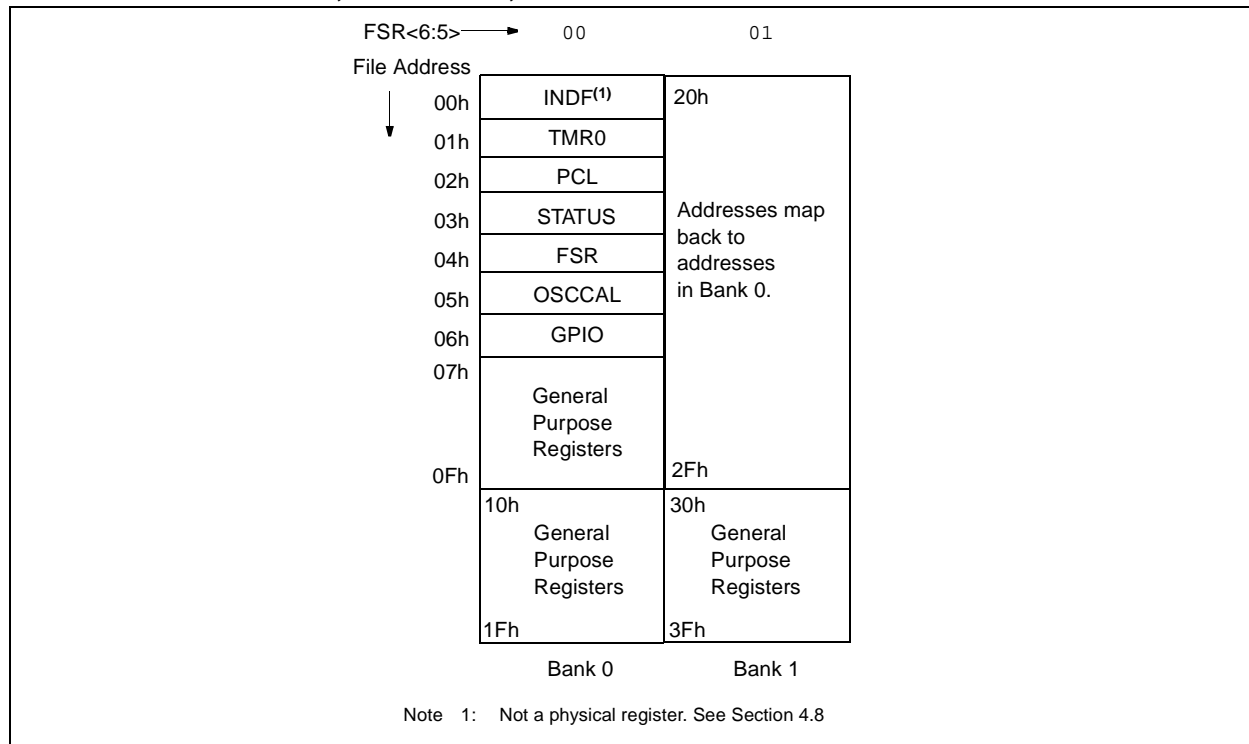 FSR<6:5> 00 01
File Address
00h INDF(1) 20h
01h TMR0
02h PCL
03h STATUS Addresses map
back to
04h FSR addresses
05h OSCCAL in Bank 0.
06h GPIO
07h
General
Purpose
Registers
0Fh 2Fh
10h 30h
General General
Purpose Purpose
Registers Registers
1Fh 3Fh
Bank 0 Bank 1
Note 1: Not a physical register. See Section 4.8